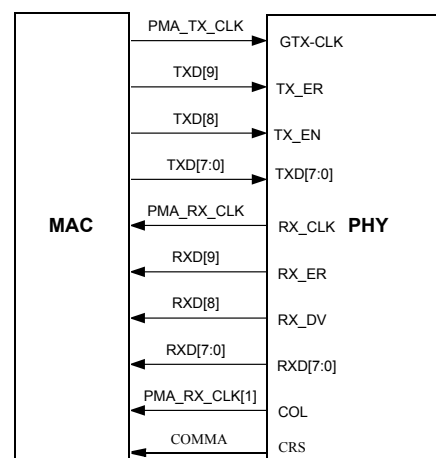 PMA_TX_CLK
GTX-CLK
TXD[9]
TX_ER
TXD[8]
TX_EN
TXD[7:0]
TXD[7:0]
PMA_RX_CLK
MAC
RX_CLK PHY
RXD[9]
RX_ER
RXD[8]
RX_DV
RXD[7:0]
RXD[7:0]
PMA_RX_CLK[1]
COL
COMMA
CRS